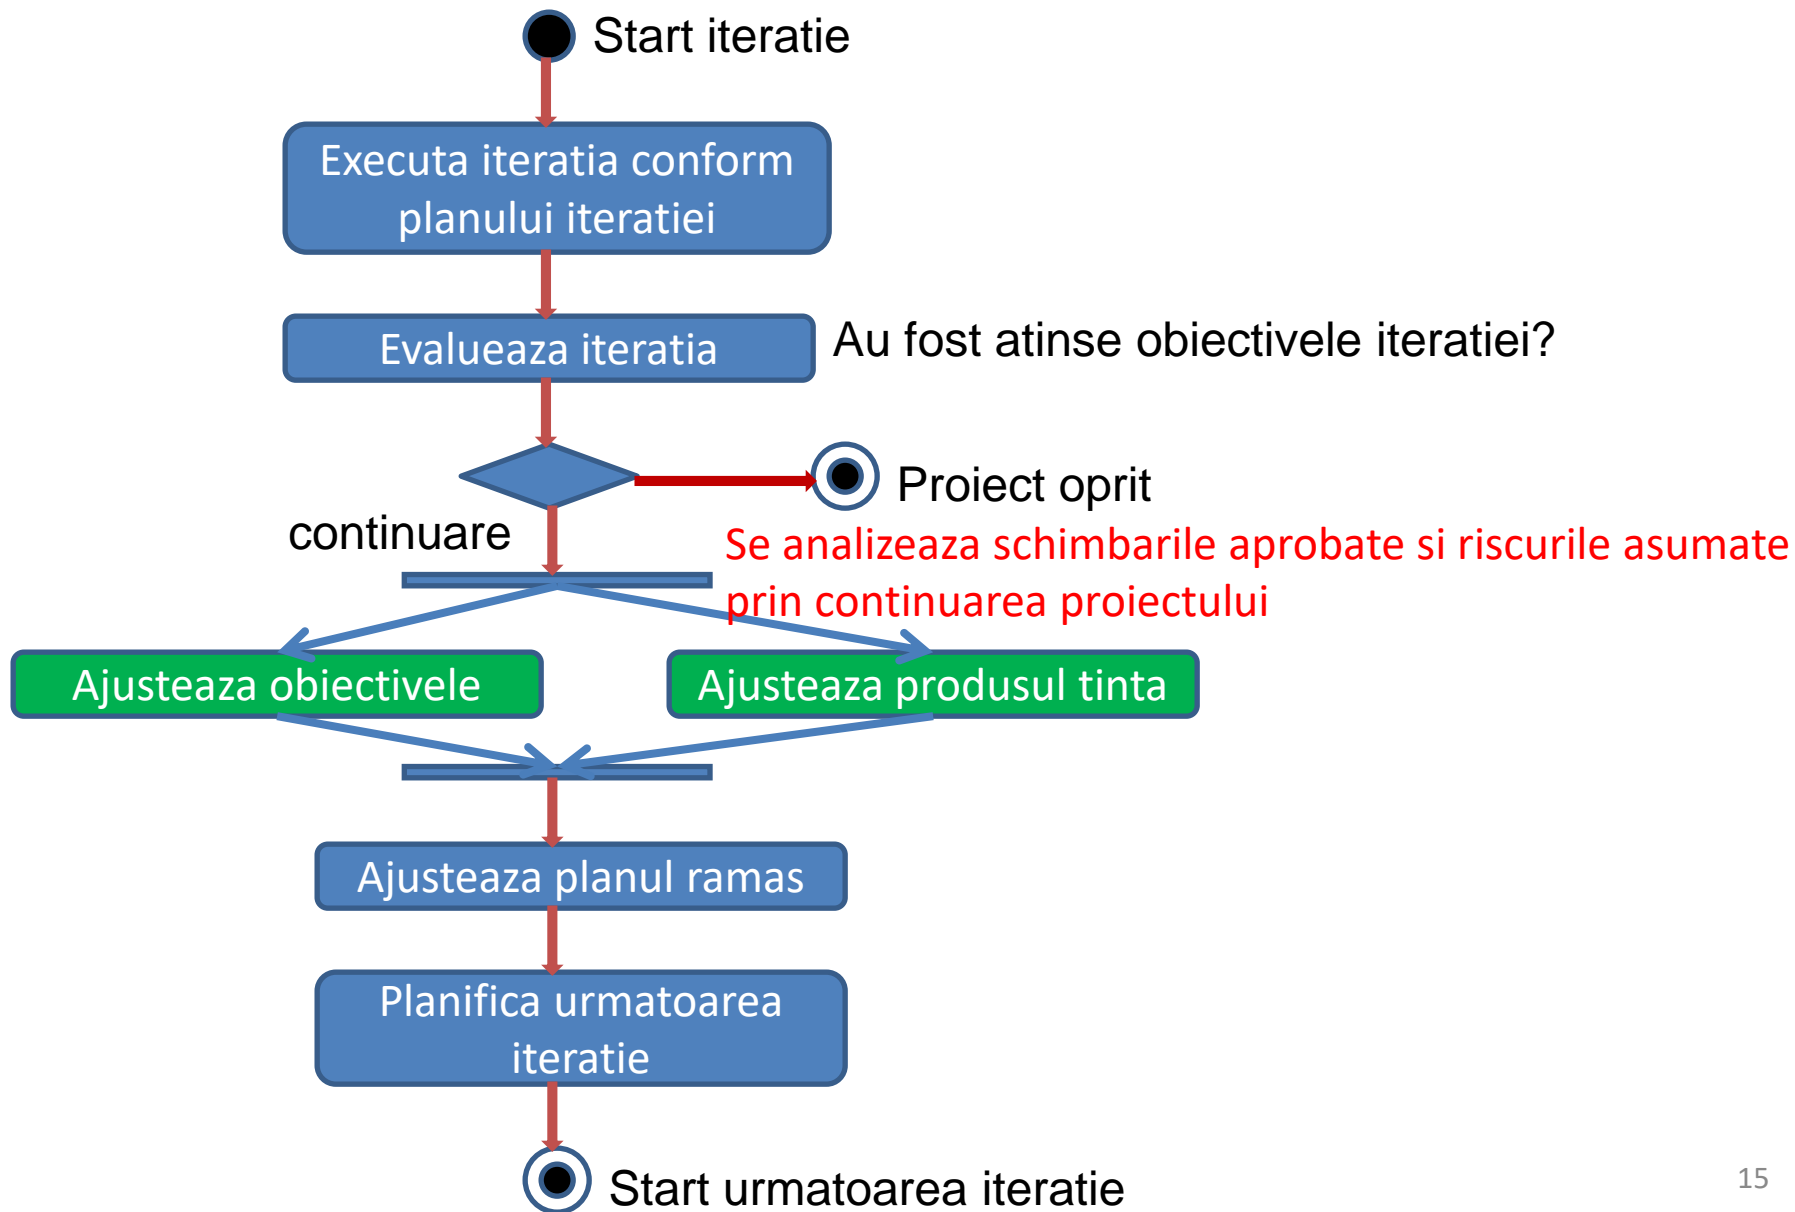 Start iteratie
Executa iteratia conform
planului iteratiei
Evalueaza iteratia
Au fost atinse obiectivele iteratiei?
Proiect oprit
continuare
Se analizeaza schimbarile aprobate si riscurile asumate
prin continuarea proiectului
Ajusteaza obiectivele
Ajusteaza produsul tinta
Ajusteaza planul ramas
Planifica urmatoarea
iteratie
Start urmatoarea iteratie
15